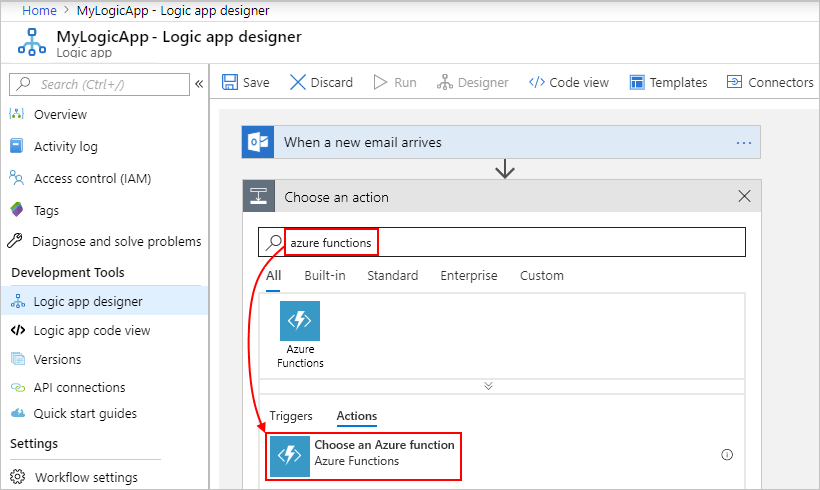 Home > MyLogicApp - Logic app designer
MyLogicApp - Logic app designer
Logic app
Search (Ctrl+/)
«
Save
Discard
Run
Designer
Code view
Templates
Connectors
Overview
Activity log
Access control (IAM)
Tags
Diagnose and solve problems
Development Tools
Logic app designer
Logic app code view
Versions
API connections
Quick start guides
Settings
Workflow settings
When a new email arrives
...
Choose an action
azure functions
All Built-in Standard Enterprise Custom
Azure
Functions
Triggers Actions
Choose an Azure function
Azure Functions